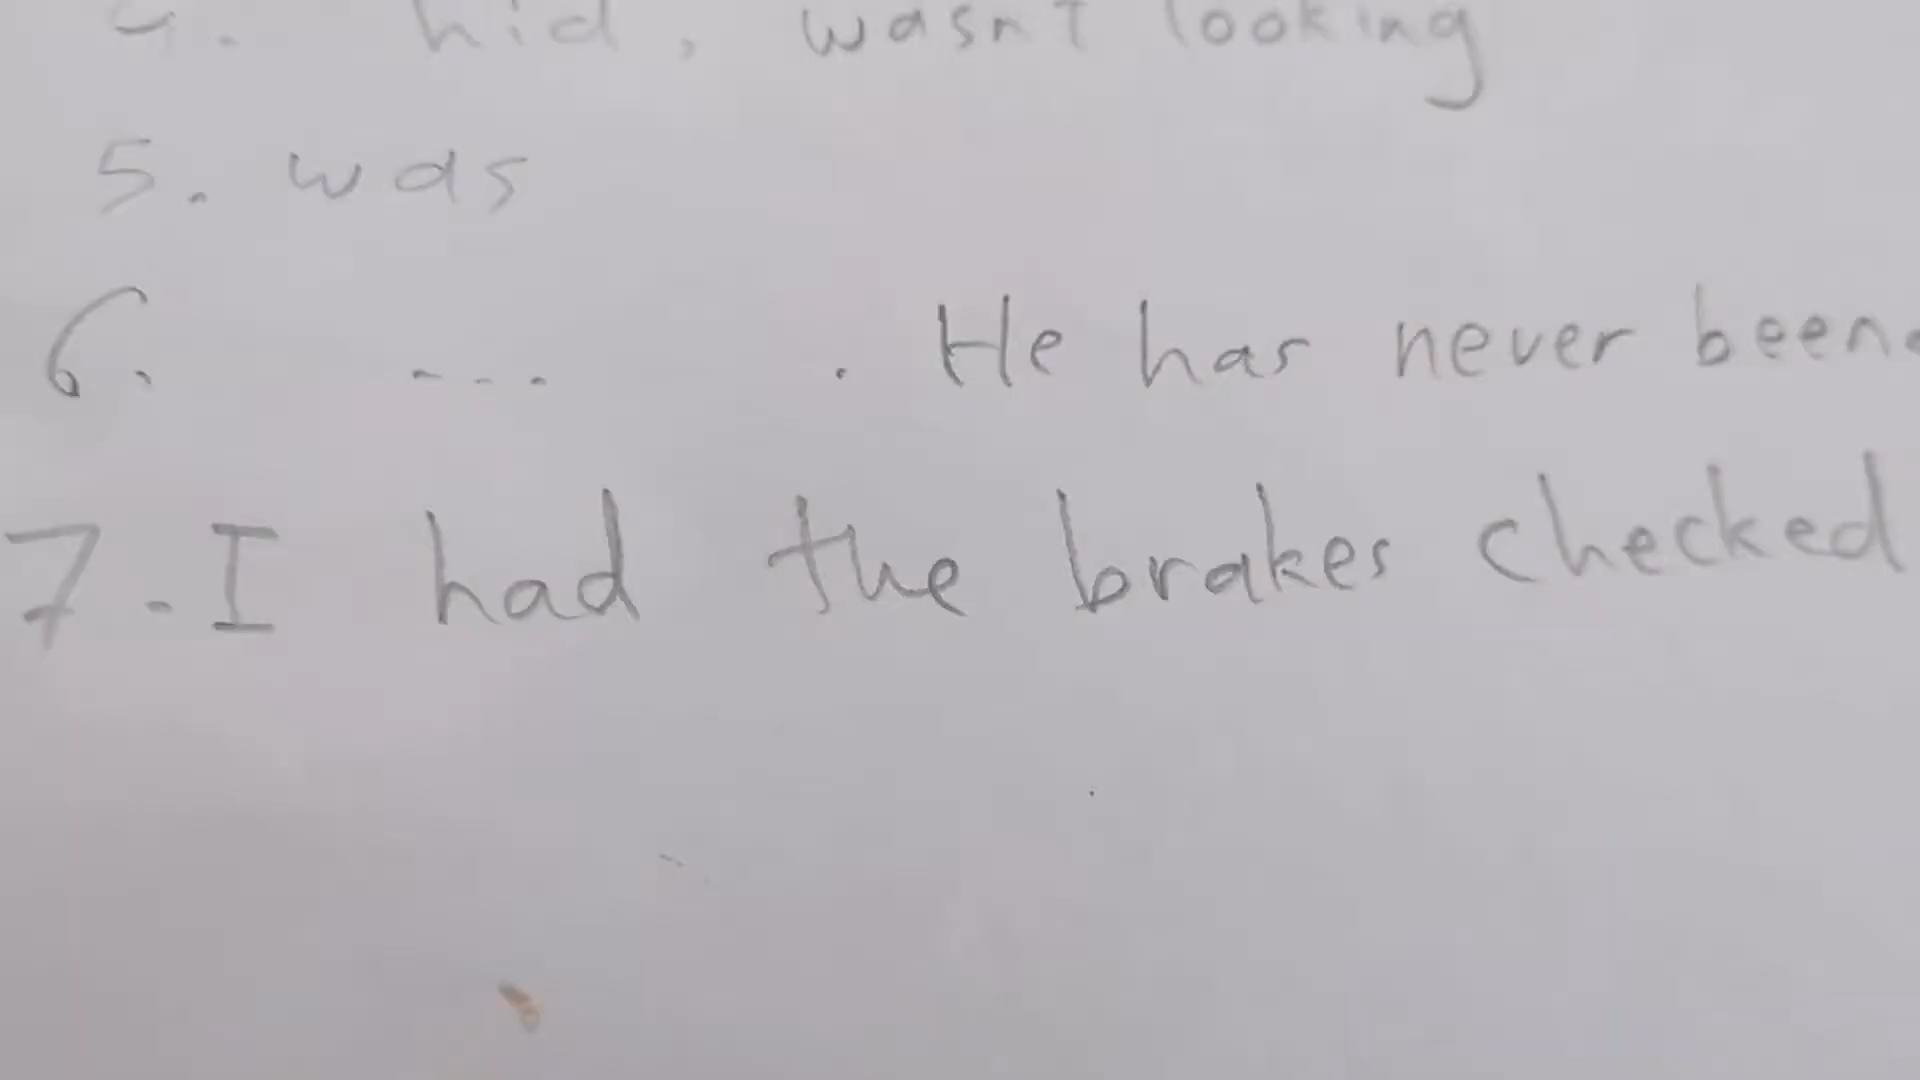 4. hid, wasn't looking
5. was
6. ... . He has never been
7. I had the brakes checked